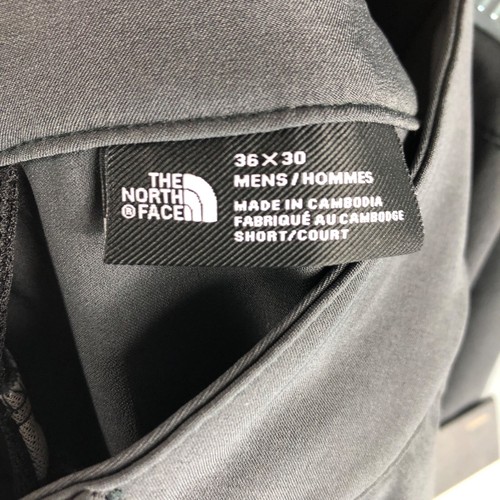 THE
NORTH
®FACE
36 X 30
MENS/HOMMES
MADE IN CAMBODIA
FABRIQUÉ AU CAMBODGE
SHORT/COURT